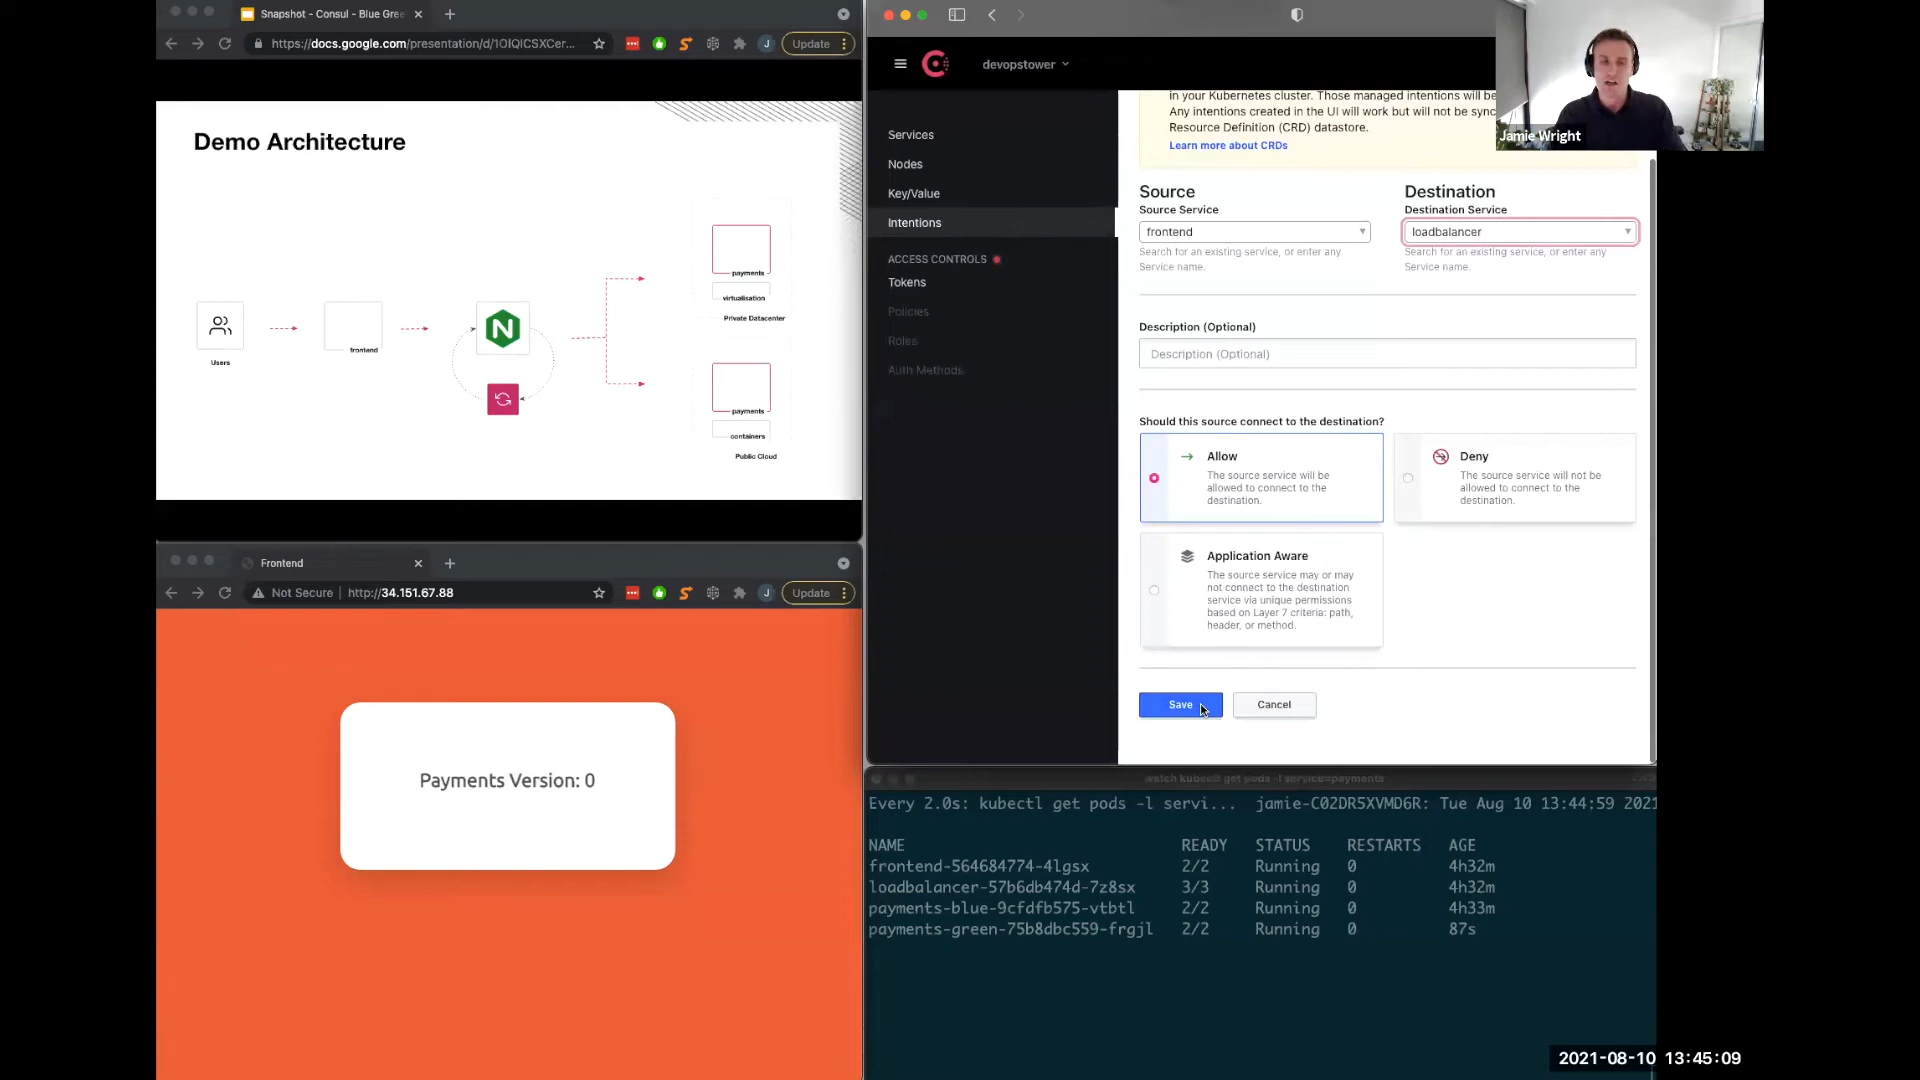 Snapshot - Consul - Blue Gree
https://docs.google.com/presentation/d/1OIQICSXCer...
J
Update
Demo Architecture
Users
frontend
payments
virtualisation
Private Datacenter
payments
containers
Public Cloud
Frontend
Not Secure | http://34.151.67.88
J
Update
Payments Version: 0
devopstower
Services
Nodes
Key/Value
Intentions
ACCESS CONTROLS
Tokens
Policies
Roles
Auth Methods
in your Kubernetes cluster. Those managed intentions will be
Any intentions created in the UI will work but will not be sync
Resource Definition (CRD) datastore.
Learn more about CRDs
Source
Source Service
frontend
Search for an existing service, or enter any
Service name.
Destination
Destination Service
loadbalancer
Search for an existing service, or enter any
Service name.
Description (Optional)
Description (Optional)
Should this source connect to the destination?
Allow
The source service will be
allowed to connect to the
destination.
Deny
The source service will not be
allowed to connect to the
destination.
Application Aware
The source service may or may
not connect to the destination
service via unique permissions
based on Layer 7 criteria: path,
header, or method.
Save
Cancel
Jamie Wright
watch kubectl get pods -l service=payments
Every 2.0s: kubectl get pods -l servi... jamie-C02DR5XVMD6R: Tue Aug 10 13:44:59 2021
NAME READY STATUS RESTARTS AGE
frontend-564684774-4lgsx 2/2 Running 0 4h32m
loadbalancer-57b6db474d-7z8sx 3/3 Running 0 4h32m
payments-blue-9cfdfb575-vtbtl 2/2 Running 0 4h33m
payments-green-75b8dbc559-frgjl 2/2 Running 0 87s
2021-08-10 13:45:09